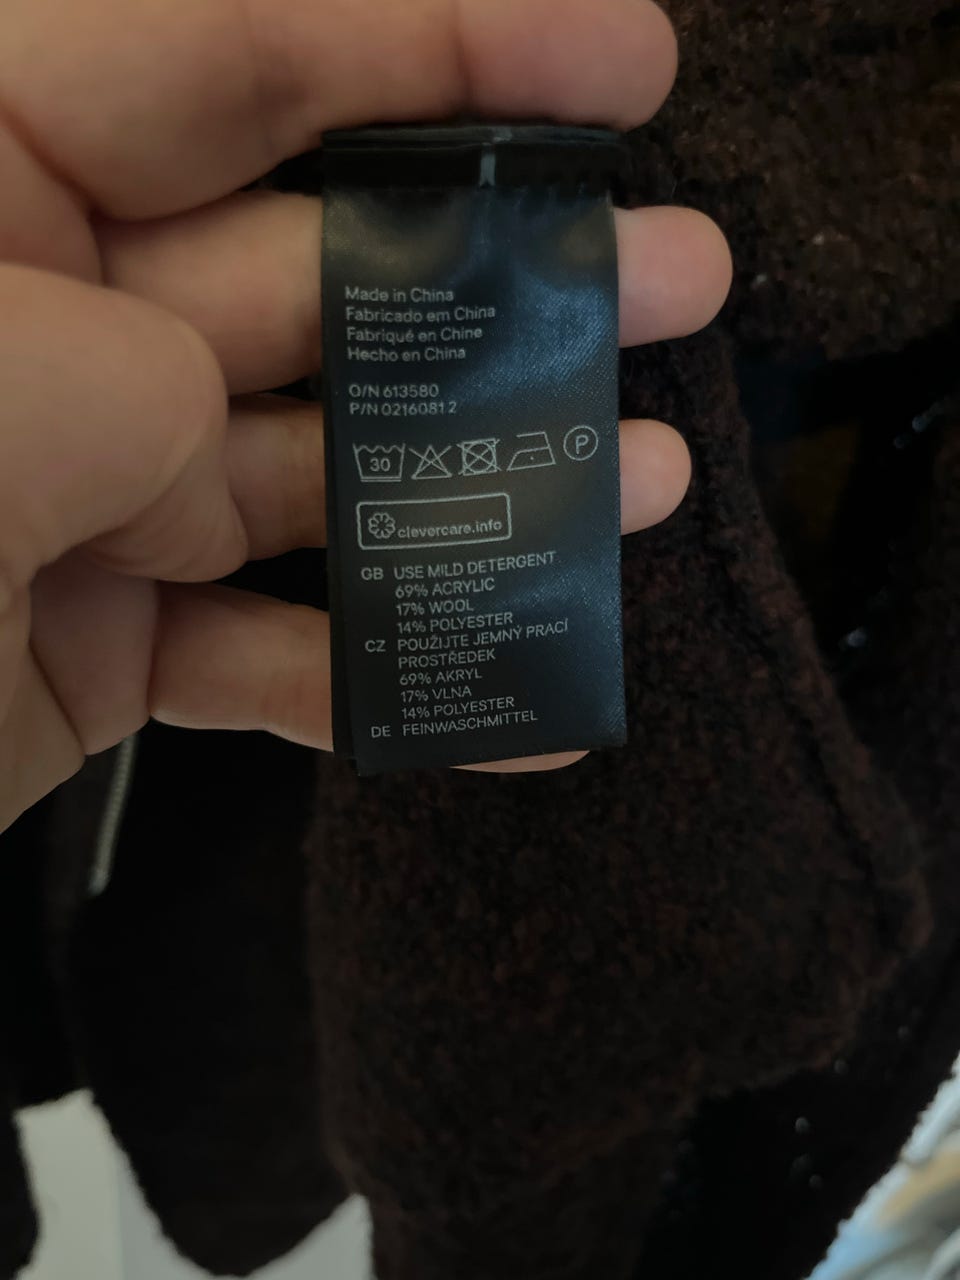 Made in China
Fabricado em China
Fabriqué en Chine
Hecho en China
O/N 613580
P/N 0216081 2
30 P
clevercare.info
GB USE MILD DETERGENT
69% ACRYLIC
17% WOOL
14% POLYESTER
CZ POUŽIJTE JEMNÝ PRACÍ
PROSTŘEDEK
69% AKRYL
17% VLNA
14% POLYESTER
DE FEINWASCHMITTEL